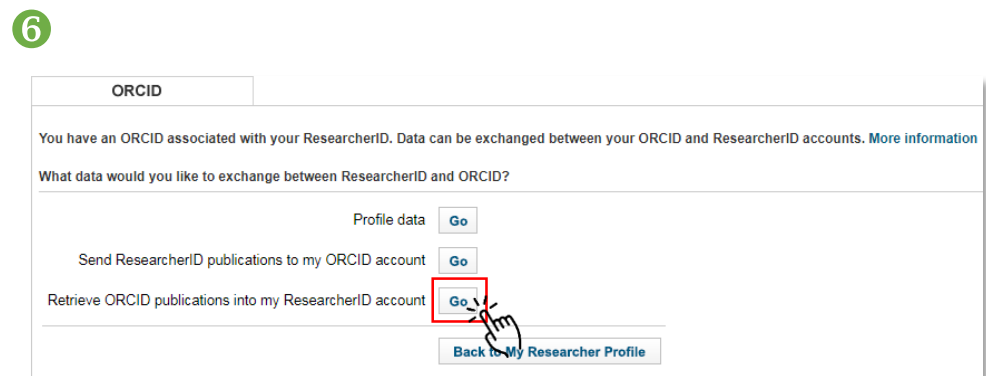 6
ORCID
You have an ORCID associated with your ResearcherID. Data can be exchanged between your ORCID and ResearcherID accounts. More information
What data would you like to exchange between ResearcherID and ORCID?
Profile data Go
Send ResearcherID publications to my ORCID account Go
Retrieve ORCID publications into my ResearcherID account Go
Back to My Researcher Profile